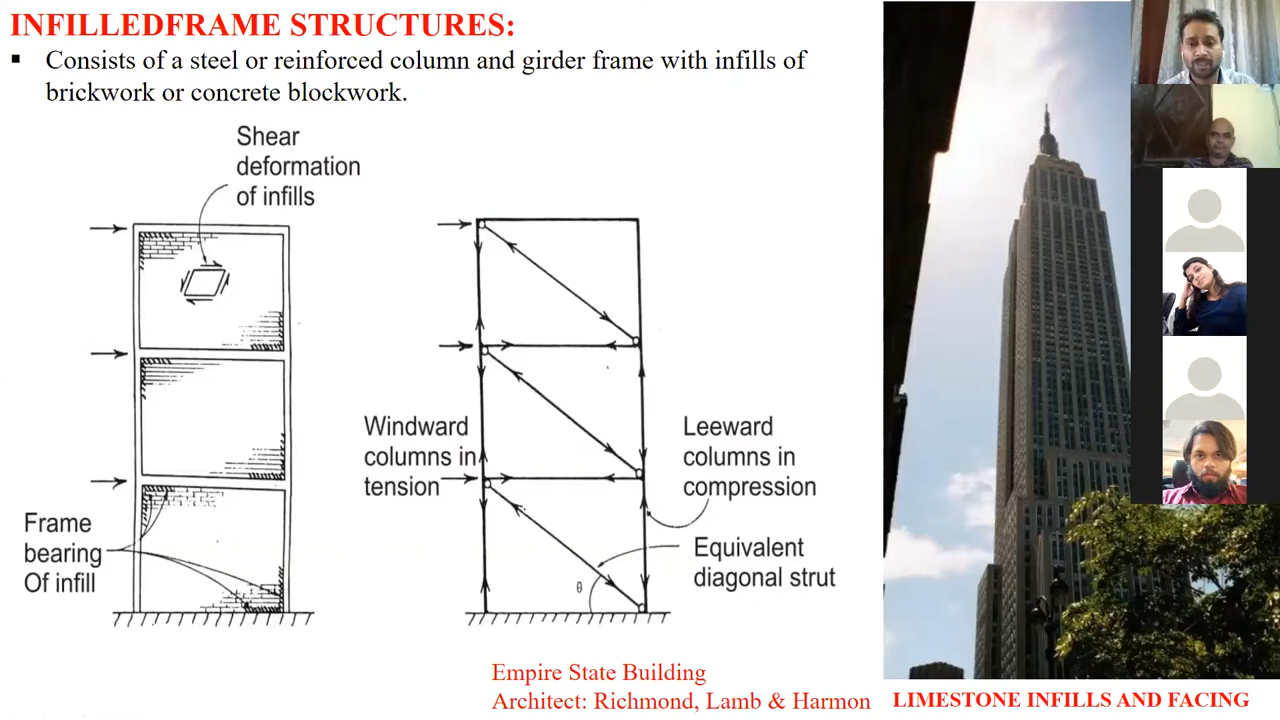 INFILLEDFRAME STRUCTURES:
▪ Consists of a steel or reinforced column and girder frame with infills of
brickwork or concrete blockwork.
Shear
deformation
of infills
Frame
bearing
Of infill
Windward
columns in
tension
Leeward
columns in
compression
Equivalent
diagonal strut
θ
Empire State Building
Architect: Richmond, Lamb & Harmon
LIMESTONE INFILLS AND FACING